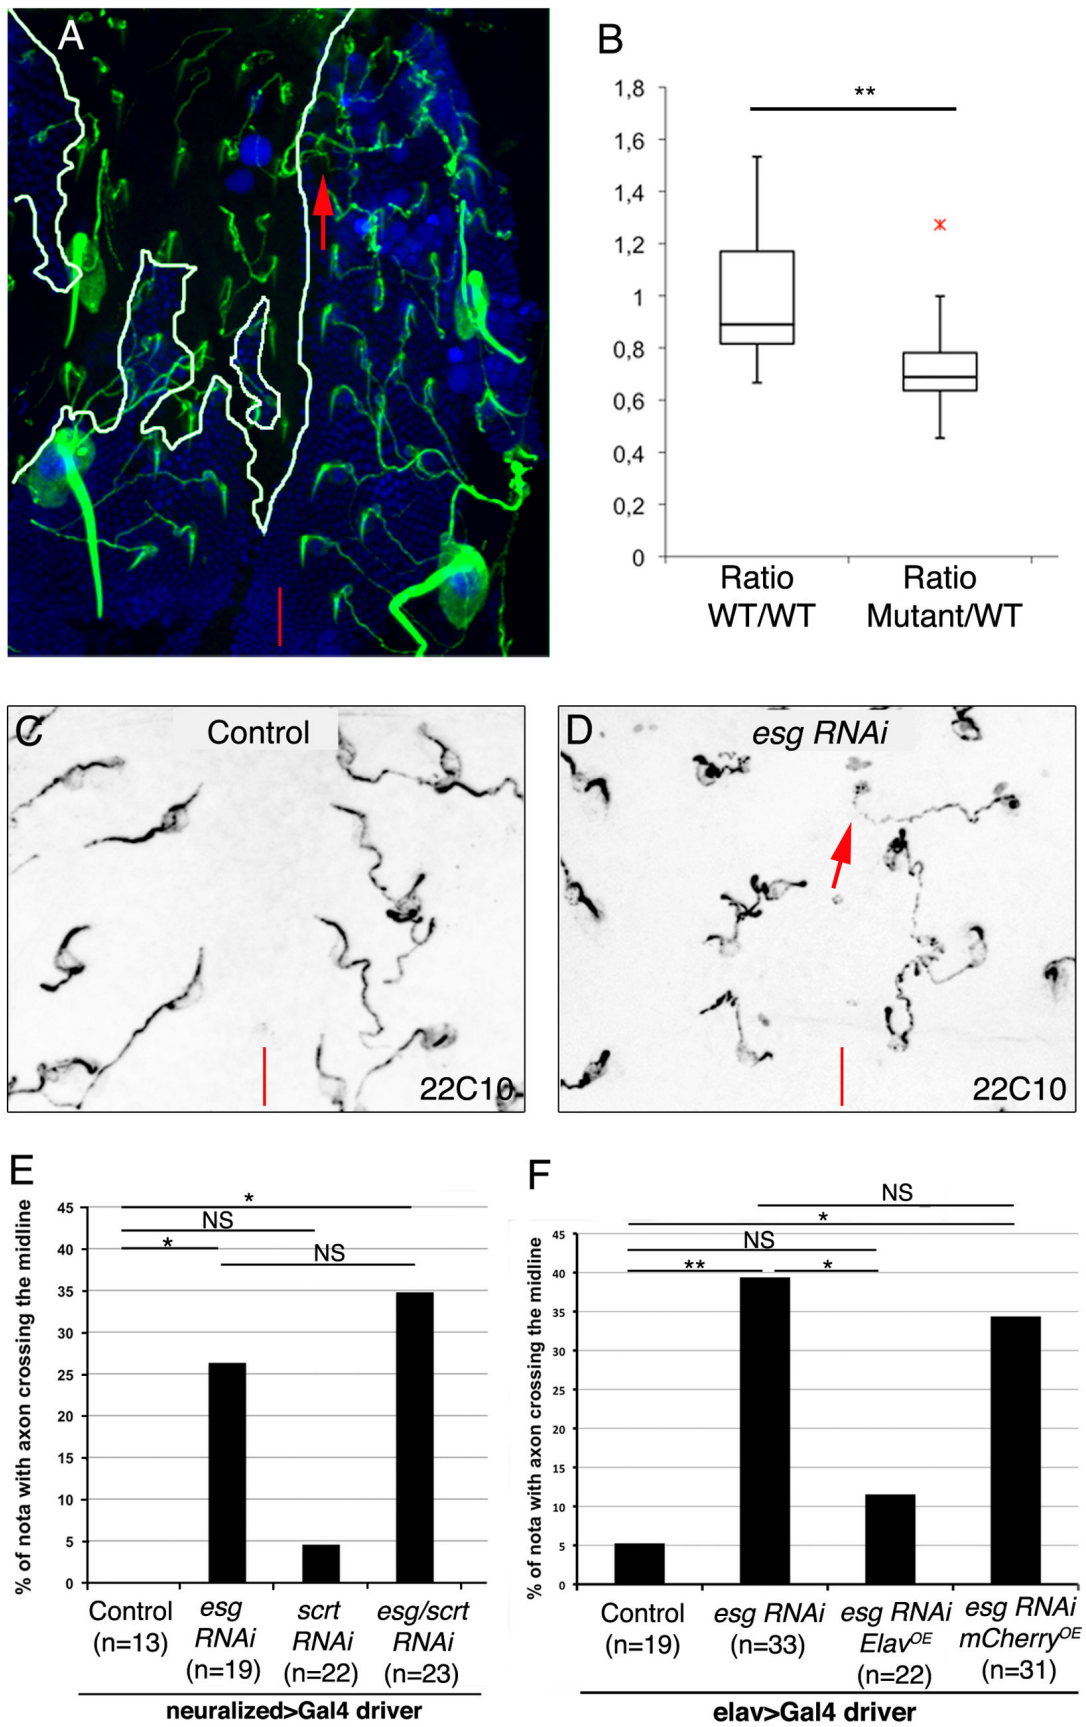 A
B
1,8
1,6
1,4
1,2
1
0,8
0,6
0,4
0,2
0
**
Ratio
WT/WT
Ratio
Mutant/WT
C
Control
22C10
D
esg RNAi
22C10
E
% of nota with axon crossing the midline
45
40
35
30
25
20
15
10
5
0
*
NS
*
NS
Control
(n=13)
esg
RNAi
(n=19)
scrt
RNAi
(n=22)
esg/scrt
RNAi
(n=23)
neuralized>Gal4 driver
F
% of nota with axon crossing the midline
45
40
35
30
25
20
15
10
5
0
NS
*
NS
**
*
Control
(n=19)
esg RNAi
(n=33)
esg RNAi
Elavᴼᴱ
(n=22)
esg RNAi
mCherryᴼᴱ
(n=31)
elav>Gal4 driver